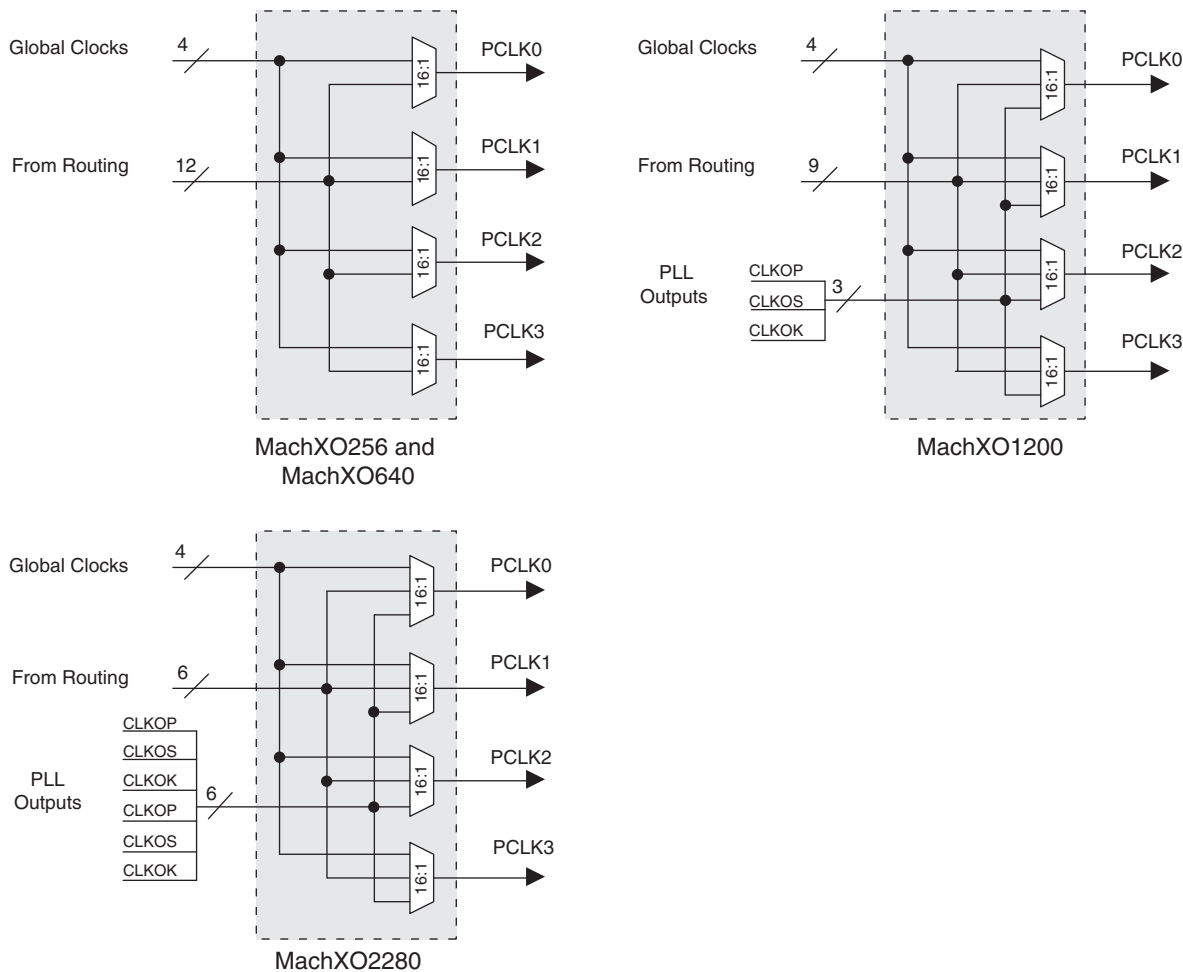 Global Clocks
4
From Routing
12
16:1
16:1
16:1
16:1
PCLK0
PCLK1
PCLK2
PCLK3
MachXO256 and
MachXO640
Global Clocks
4
From Routing
9
PLL
Outputs
CLKOP
CLKOS
CLKOK
3
16:1
16:1
16:1
16:1
PCLK0
PCLK1
PCLK2
PCLK3
MachXO1200
Global Clocks
4
From Routing
6
PLL
Outputs
CLKOP
CLKOS
CLKOK
CLKOP
CLKOS
CLKOK
6
16:1
16:1
16:1
16:1
PCLK0
PCLK1
PCLK2
PCLK3
MachXO2280